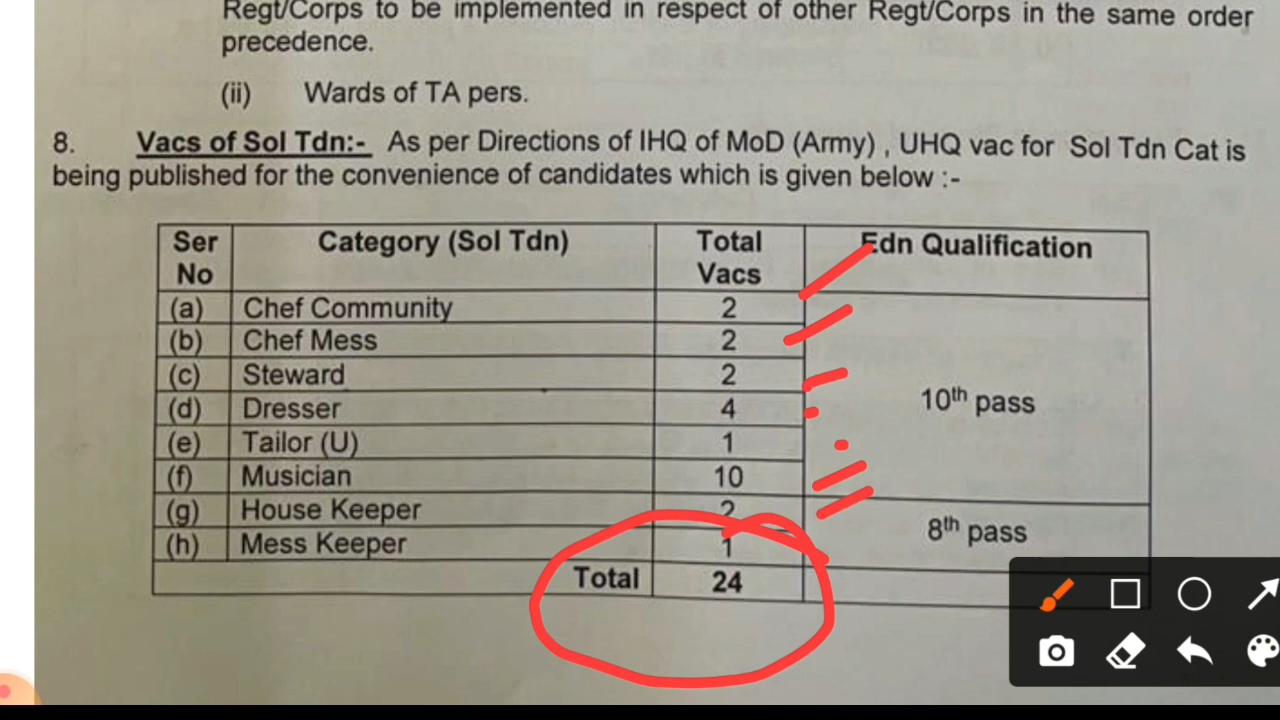 Regt/Corps to be implemented in respect of other Regt/Corps in the same order
precedence.
(ii) Wards of TA pers.
8. Vacs of Sol Tdn:- As per Directions of IHQ of MoD (Army) , UHQ vac for Sol Tdn Cat is
being published for the convenience of candidates which is given below :-
Ser No Category (Sol Tdn) Total Vacs Edn Qualification
(a) Chef Community 2
(b) Chef Mess 2
(c) Steward 2
(d) Dresser 4 10th pass
(e) Tailor (U) 1
(f) Musician 10
(g) House Keeper 2 8th pass
(h) Mess Keeper 1
Total 24